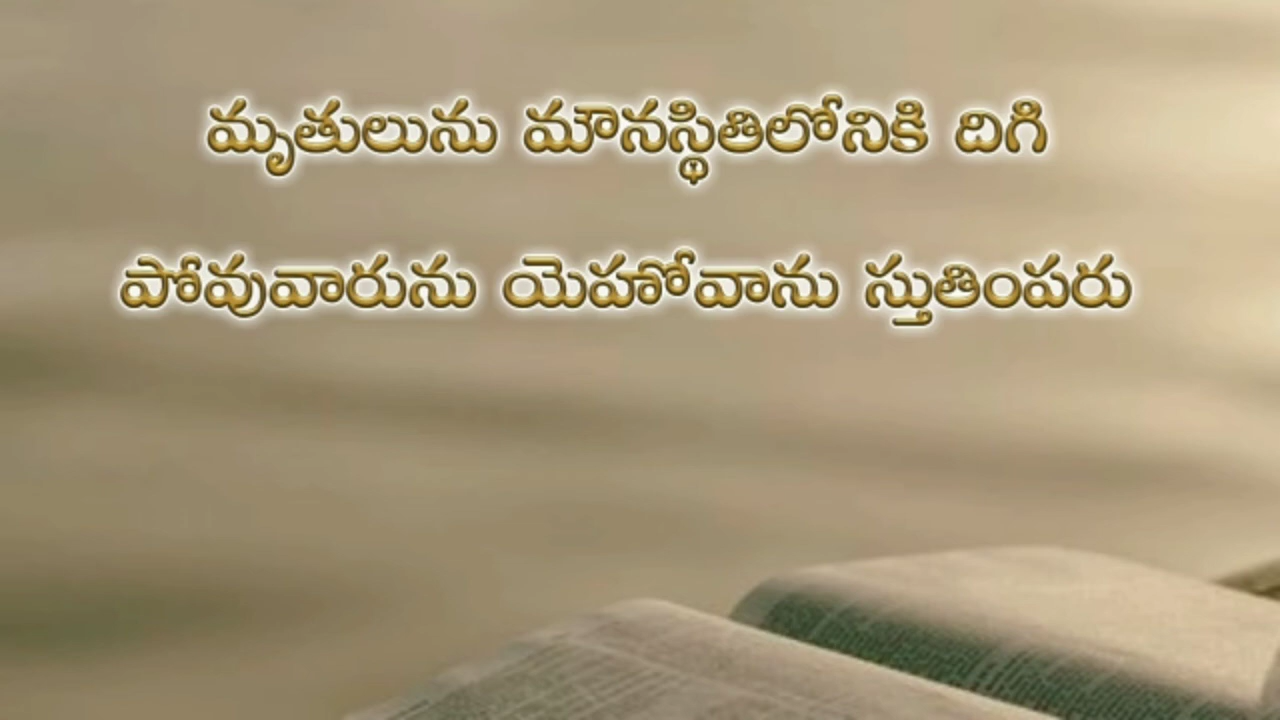 మృతులును మౌనస్థితిలోనికి దిగి
పోవువారును యెహోవాను స్తుతింపరు